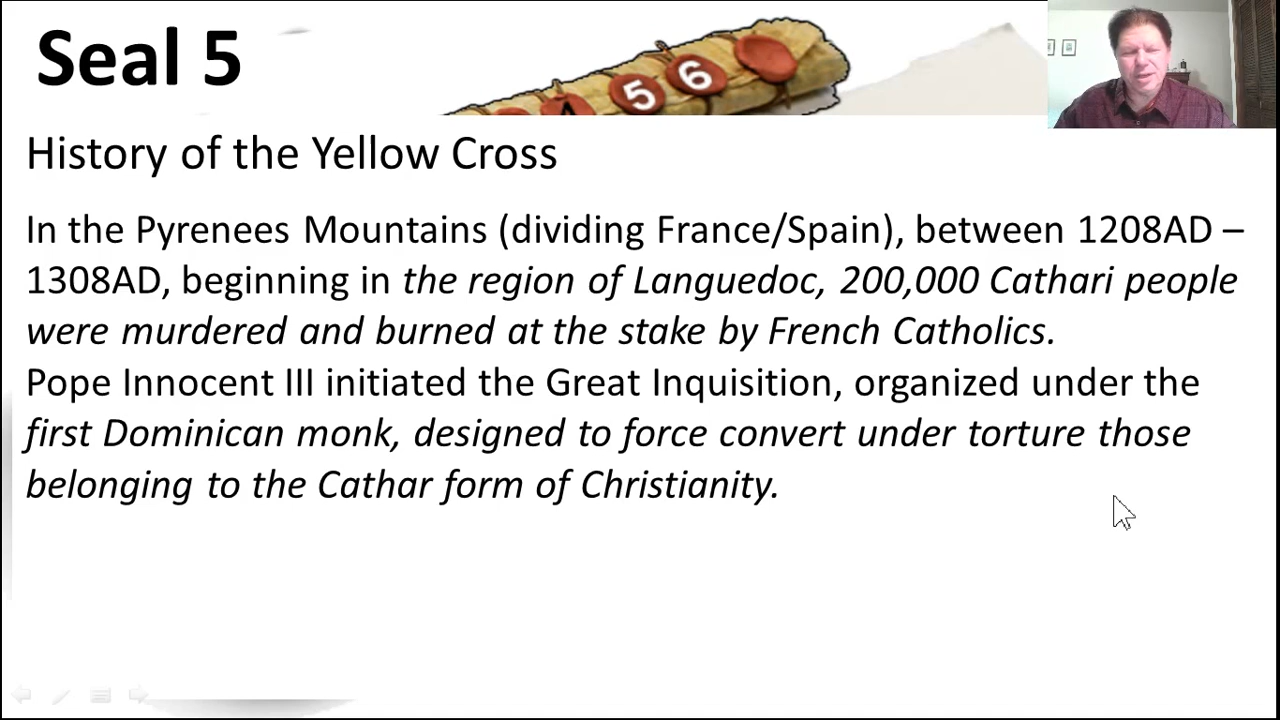 Seal 5
5 6
History of the Yellow Cross
In the Pyrenees Mountains (dividing France/Spain), between 1208AD –
1308AD, beginning in the region of Languedoc, 200,000 Cathari people
were murdered and burned at the stake by French Catholics.
Pope Innocent III initiated the Great Inquisition, organized under the
first Dominican monk, designed to force convert under torture those
belonging to the Cathar form of Christianity.